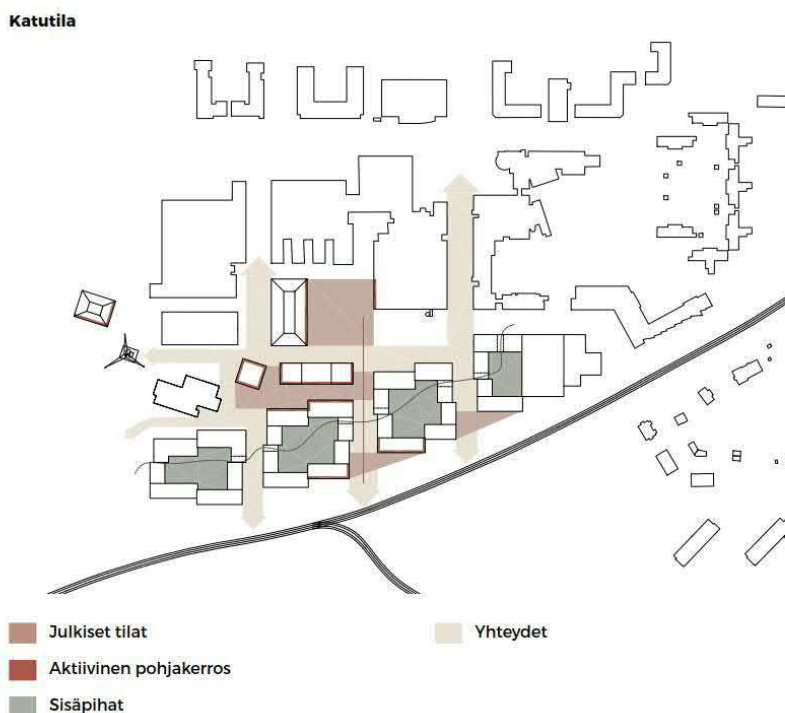 Katutila
Julkiset tilat
Yhteydet
Aktiivinen pohjakerros
Sisäpihat